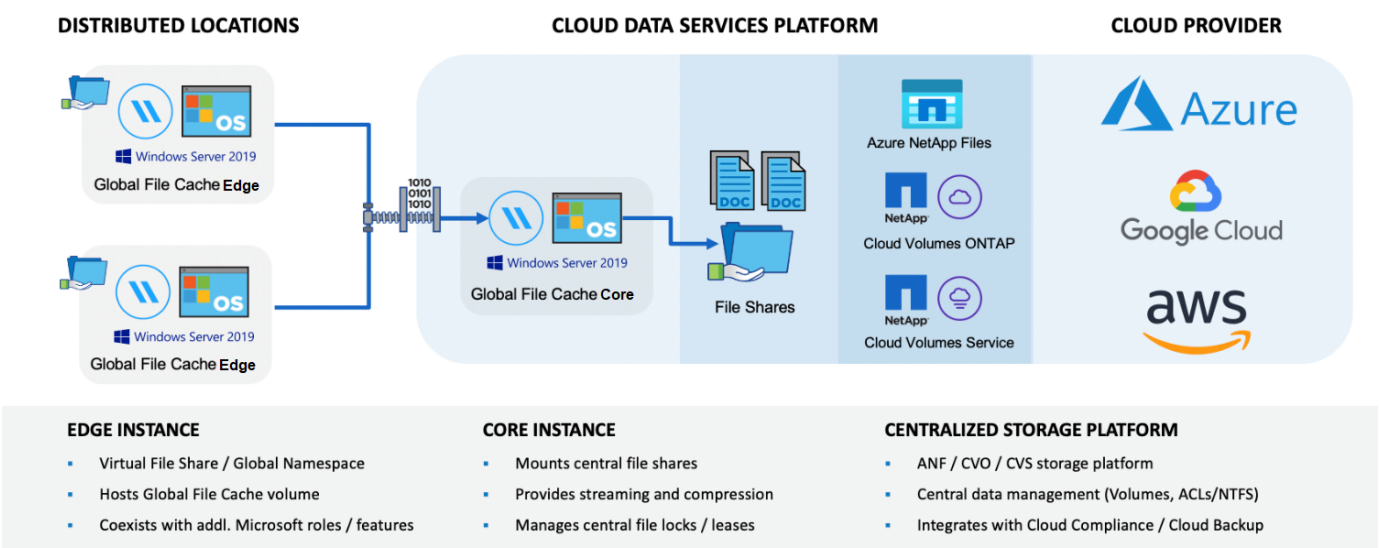 DISTRIBUTED LOCATIONS
CLOUD DATA SERVICES PLATFORM
CLOUD PROVIDER
OS
Windows Server 2019
Global File Cache Edge
OS
Windows Server 2019
Global File Cache Edge
1010
0101
1010
OS
Windows Server 2019
Global File Cache Core
DOC
DOC
File Shares
Azure NetApp Files
NetApp
Cloud Volumes ONTAP
NetApp
Cloud Volumes Service
Azure
Google Cloud
aws
EDGE INSTANCE
▪ Virtual File Share / Global Namespace
▪ Hosts Global File Cache volume
▪ Coexists with addl. Microsoft roles / features
CORE INSTANCE
▪ Mounts central file shares
▪ Provides streaming and compression
▪ Manages central file locks / leases
CENTRALIZED STORAGE PLATFORM
▪ ANF / CVO / CVS storage platform
▪ Central data management (Volumes, ACLs/NTFS)
▪ Integrates with Cloud Compliance / Cloud Backup